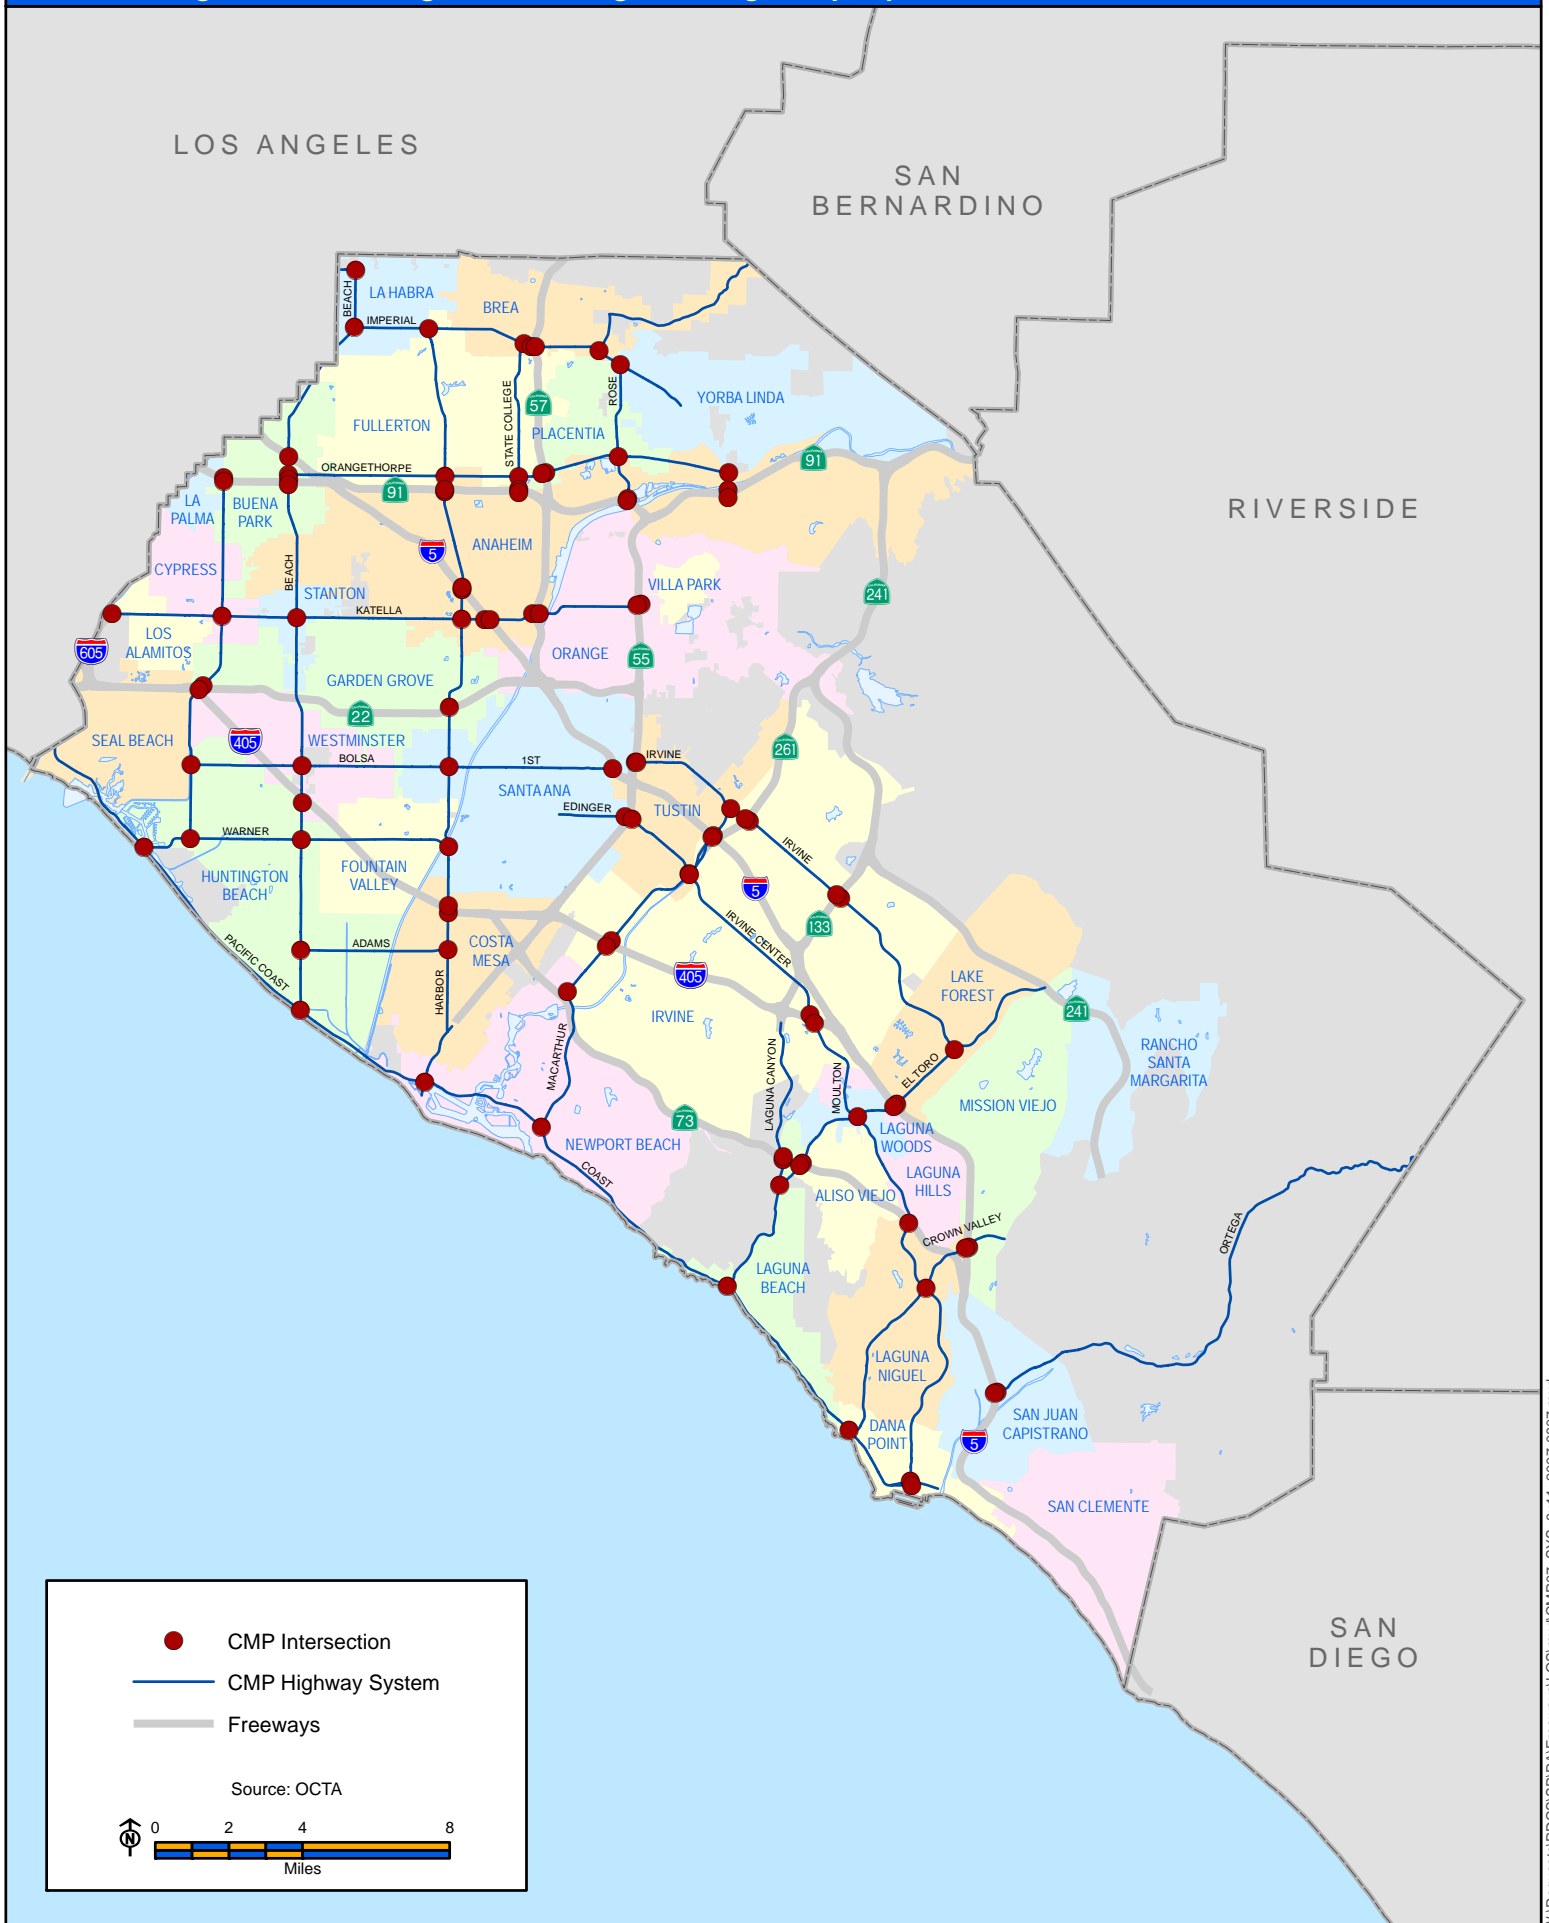 LOS ANGELES
SAN
BERNARDINO
RIVERSIDE
SAN
DIEGO
LA HABRA
BEACH
IMPERIAL
BREA
STATE COLLEGE
57
ROSE
YORBA LINDA
FULLERTON
PLACENTIA
91
ORANGETHORPE
91
LA
PALMA
BUENA
PARK
ANAHEIM
5
CYPRESS
BEACH
STANTON
KATELLA
VILLA PARK
241
LOS
ALAMITOS
605
ORANGE
55
GARDEN GROVE
22
SEAL BEACH
405
WESTMINSTER
BOLSA
1ST
IRVINE
261
SANTA ANA
EDINGER
TUSTIN
WARNER
IRVINE
FOUNTAIN
VALLEY
HUNTINGTON
BEACH
5
IRVINE CENTER
133
PACIFIC COAST
ADAMS
COSTA
MESA
HARBOR
405
LAKE
FOREST
241
IRVINE
RANCHO
SANTA
MARGARITA
MACARTHUR
LAGUNA CANYON
MOULTON
EL TORO
MISSION VIEJO
73
LAGUNA
WOODS
NEWPORT BEACH
COAST
LAGUNA
HILLS
ALISO VIEJO
CROWN VALLEY
ORTEGA
LAGUNA
BEACH
LAGUNA
NIGUEL
DANA
POINT
SAN JUAN
CAPISTRANO
5
SAN CLEMENTE
CMP Intersection
CMP Highway System
Freeways
Source: OCTA
N
0 2 4 8
Miles